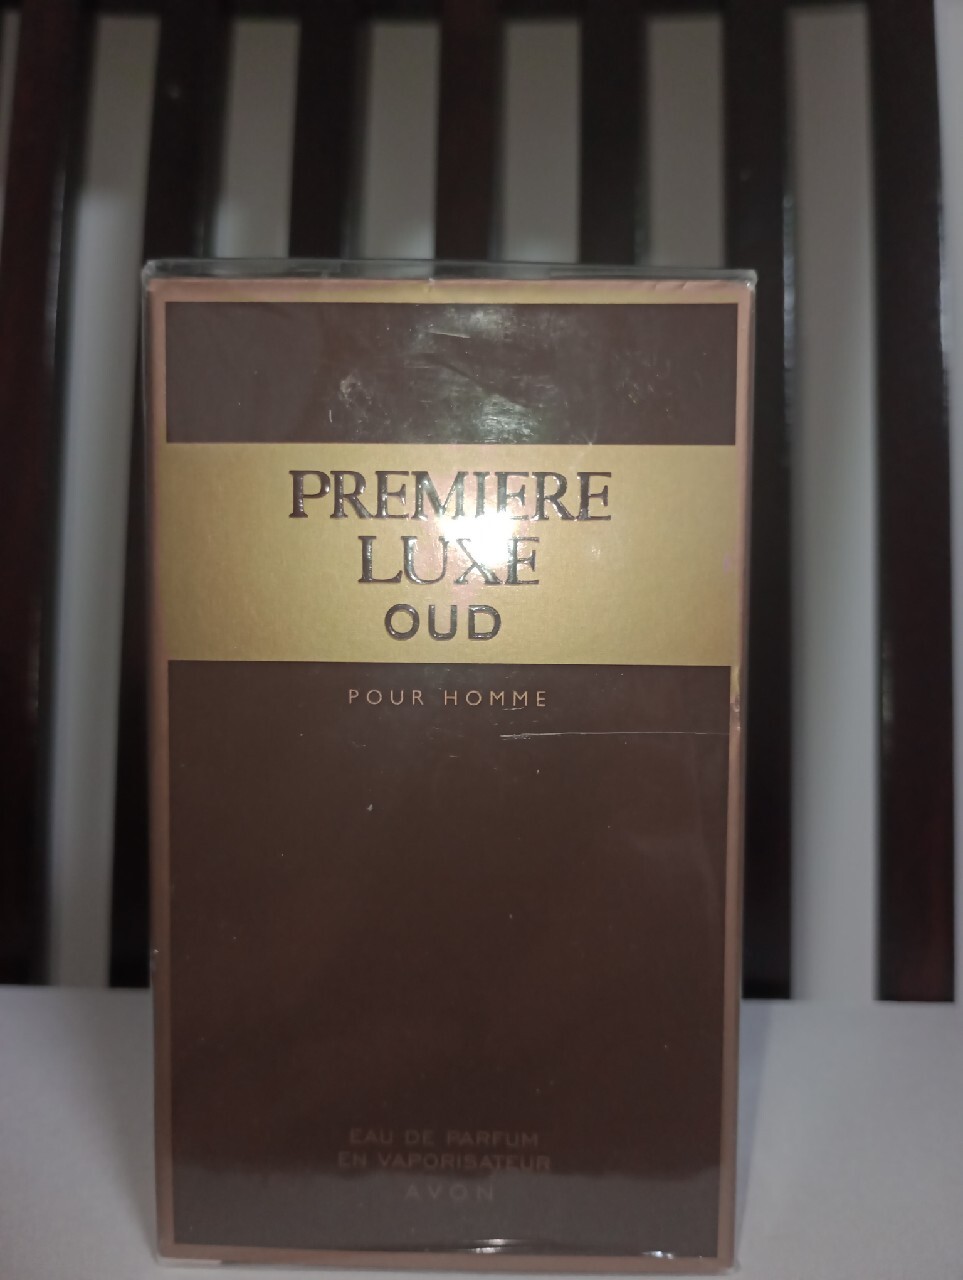 PREMIERE
LUXE
OUD
POUR HOMME
EAU DE PARFUM
EN VAPORISATEUR
AVON